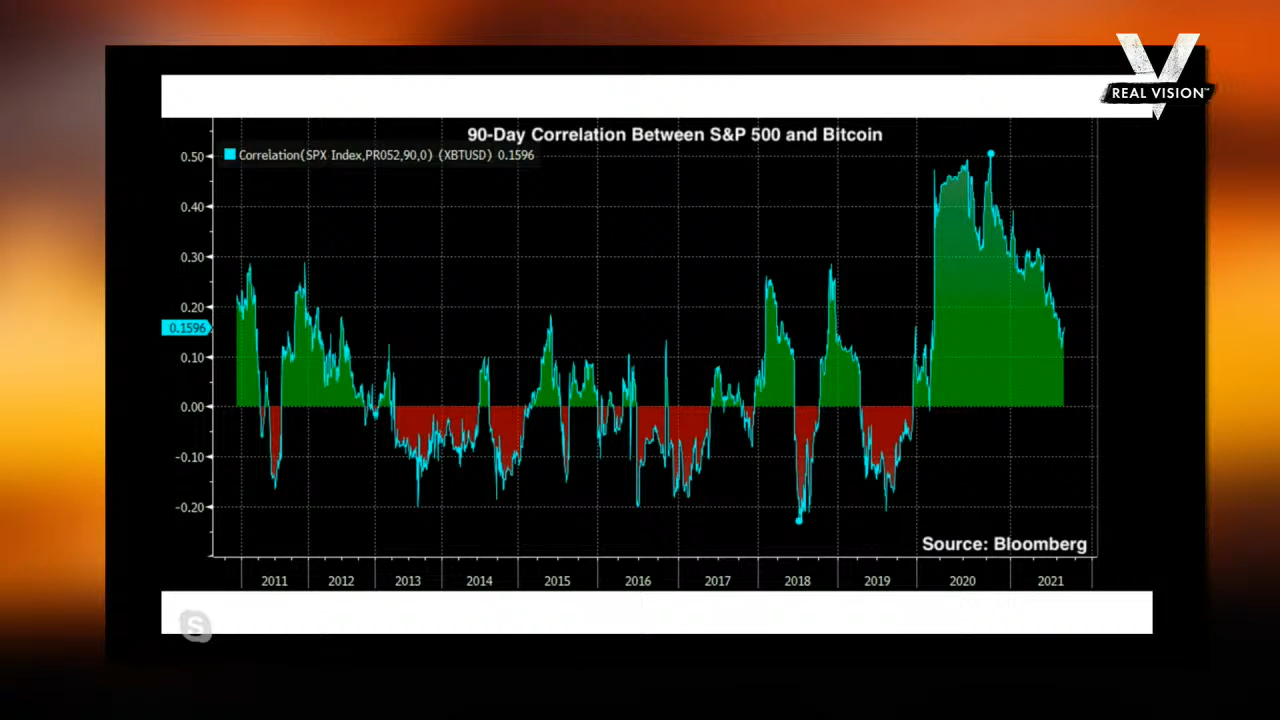 REAL VISION™
90-Day Correlation Between S&P 500 and Bitcoin
Correlation(SPX Index,PR052,90,0) (XBTUSD) 0.1596
0.50
0.40
0.30
0.20
0.1596
0.10
0.00
-0.10
-0.20
Source: Bloomberg
2011 2012 2013 2014 2015 2016 2017 2018 2019 2020 2021
S